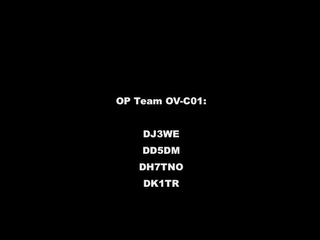 OP Team OV-C01:
DJ3WE
DD5DM
DH7TNO
DK1TR